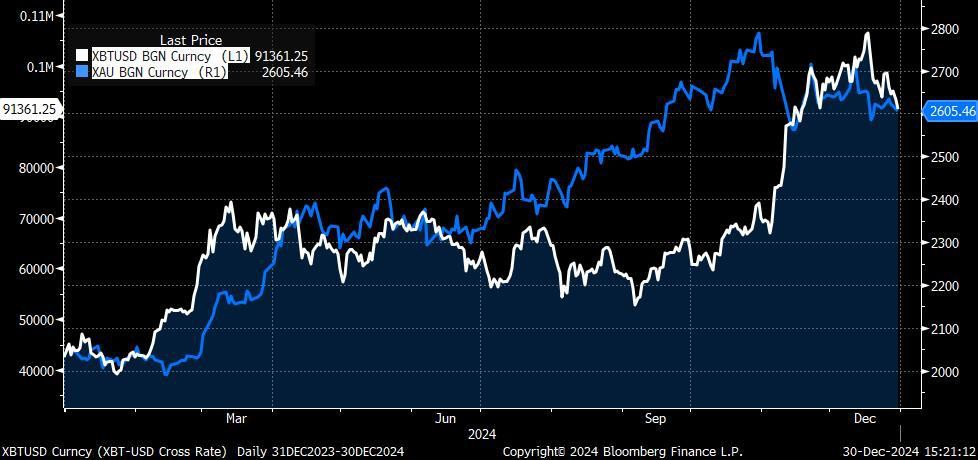 0.11M
2800
Last Price
XBTUSD BGN Curncy (L1) 91361.25
XAU BGN Curncy (R1) 2605.46
0.1M
2700
91361.25
2605.46
90000
80000
2500
70000
2400
2300
60000
2200
50000
2100
40000
2000
Mar
Jun
Sep
Dec
2024
XBTUSD Curncy (XBT-USD Cross Rate) Daily 31DEC2023-30DEC2024
Copyright© 2024 Bloomberg Finance L.P.
30-Dec-2024 15:21:12